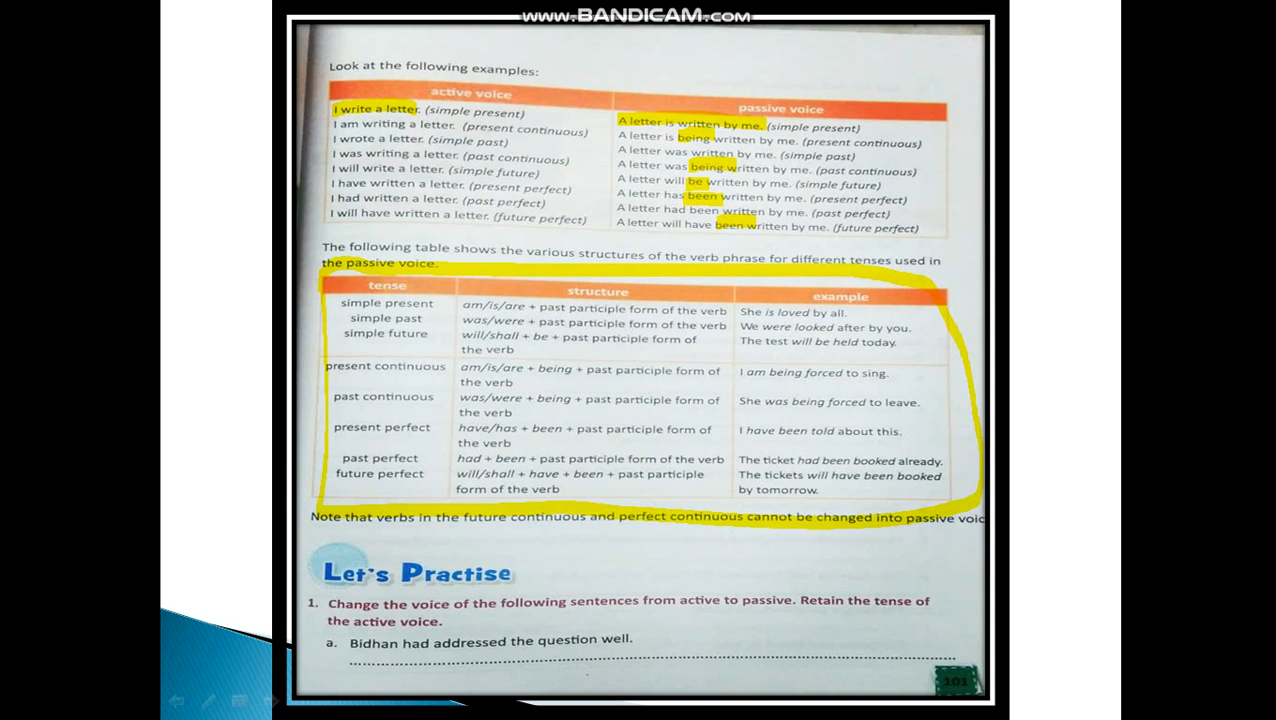 www.BANDICAM.com
Look at the following examples:
active voice
passive voice
I write a letter. (simple present)
A letter is written by me. (simple present)
I am writing a letter. (present continuous)
A letter is being written by me. (present continuous)
I wrote a letter. (simple past)
A letter was written by me. (simple past)
I was writing a letter. (past continuous)
A letter was being written by me. (past continuous)
I will write a letter. (simple future)
A letter will be written by me. (simple future)
I have written a letter. (present perfect)
A letter has been written by me. (present perfect)
I had written a letter. (past perfect)
A letter had been written by me. (past perfect)
I will have written a letter. (future perfect)
A letter will have been written by me. (future perfect)
The following table shows the various structures of the verb phrase for different tenses used in
the passive voice.
tense
structure
example
simple present
am/is/are + past participle form of the verb
She is loved by all.
simple past
was/were + past participle form of the verb
We were looked after by you.
simple future
will/shall + be + past participle form of
the verb
The test will be held today.
present continuous
am/is/are + being + past participle form of
the verb
I am being forced to sing.
past continuous
was/were + being + past participle form of
the verb
She was being forced to leave.
present perfect
have/has + been + past participle form of
the verb
I have been told about this.
past perfect
had + been + past participle form of the verb
The ticket had been booked already.
future perfect
will/shall + have + been + past participle
form of the verb
The tickets will have been booked
by tomorrow.
Note that verbs in the future continuous and perfect continuous cannot be changed into passive voic
Let's Practise
1. Change the voice of the following sentences from active to passive. Retain the tense of
the active voice.
a. Bidhan had addressed the question well.
101